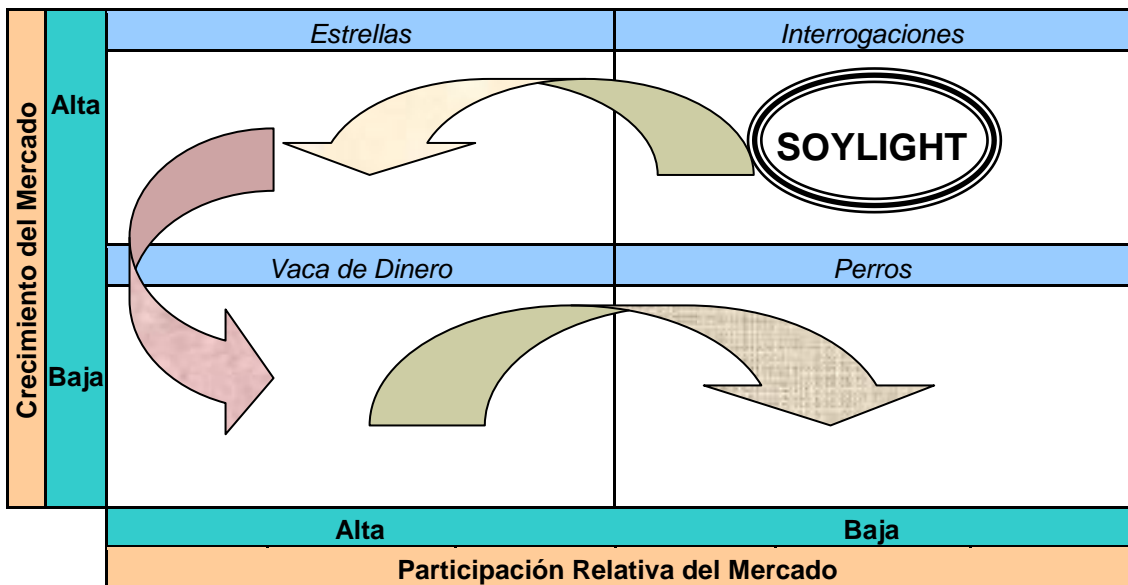 Estrellas
Interrogaciones
Crecimiento del Mercado
Alta
SOYLIGHT
Vaca de Dinero
Perros
Baja
Alta
Baja
Participación Relativa del Mercado